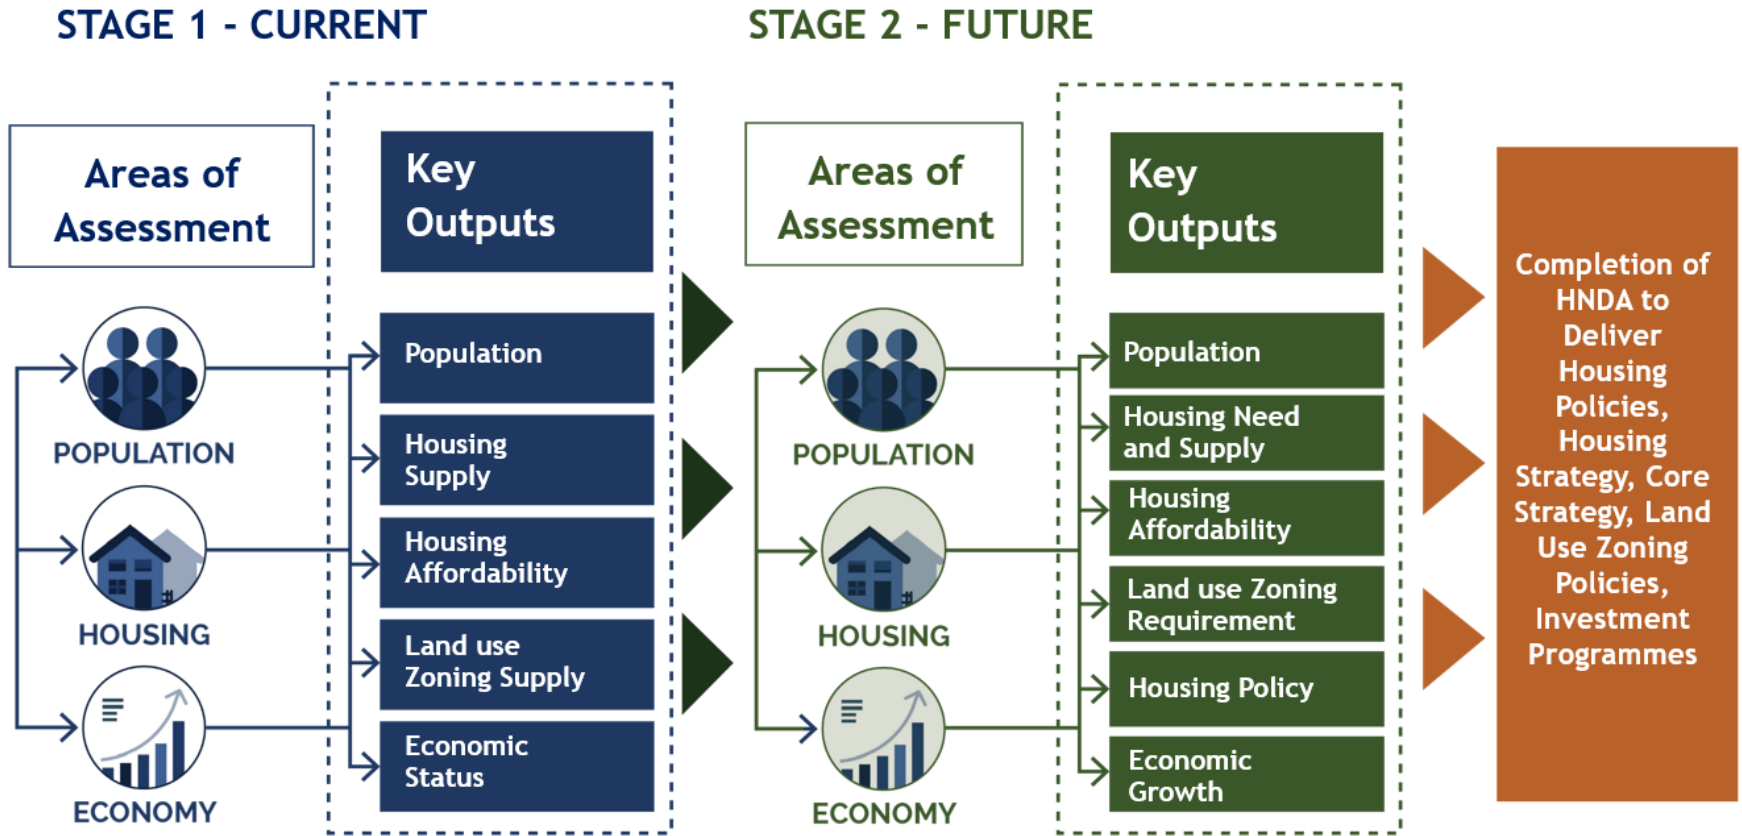 STAGE 1 - CURRENT
Areas of
Assessment
POPULATION
HOUSING
ECONOMY
Key
Outputs
Population
Housing
Supply
Housing
Affordability
Land use
Zoning Supply
Economic
Status
STAGE 2 - FUTURE
Areas of
Assessment
POPULATION
HOUSING
ECONOMY
Key
Outputs
Population
Housing Need
and Supply
Housing
Affordability
Land use Zoning
Requirement
Housing Policy
Economic
Growth
Completion of
HNDA to
Deliver
Housing
Policies,
Housing
Strategy, Core
Strategy, Land
Use Zoning
Policies,
Investment
Programmes